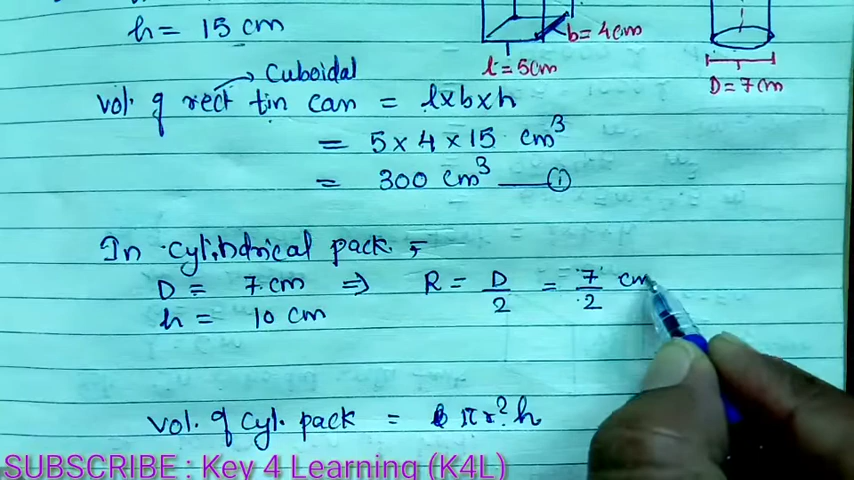 h = 15 cm
b = 4cm
l = 5cm
D = 7cm
Cuboidal
Vol. of rect tin can = l×b×h
= 5 × 4 × 15 cm³
= 300 cm³ —— ①
In cylindrical pack,
D = 7 cm ⇒ R = D/2 = 7/2 cm
h = 10 cm
Vol. of cyl. pack = πr²h
SUBSCRIBE : Key 4 Learning (K4L)